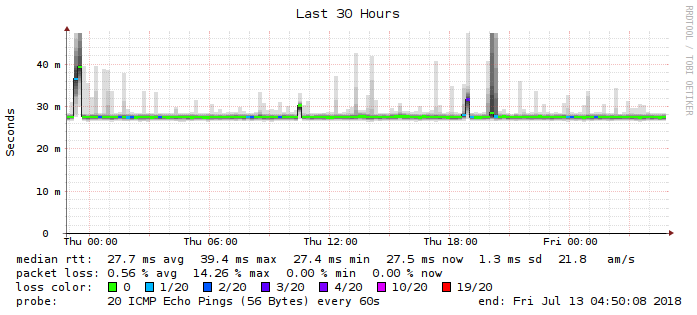 Last 30 Hours
RRDTOOL / TOBI OETIKER
Seconds
40 m
30 m
20 m
10 m
0
Thu 00:00 Thu 06:00 Thu 12:00 Thu 18:00 Fri 00:00
median rtt: 27.7 ms avg 39.4 ms max 27.4 ms min 27.5 ms now 1.3 ms sd 21.8 am/s
packet loss: 0.56 % avg 14.26 % max 0.00 % min 0.00 % now
loss color: 0 1/20 2/20 3/20 4/20 10/20 19/20
probe: 20 ICMP Echo Pings (56 Bytes) every 60s end: Fri Jul 13 04:50:08 2018